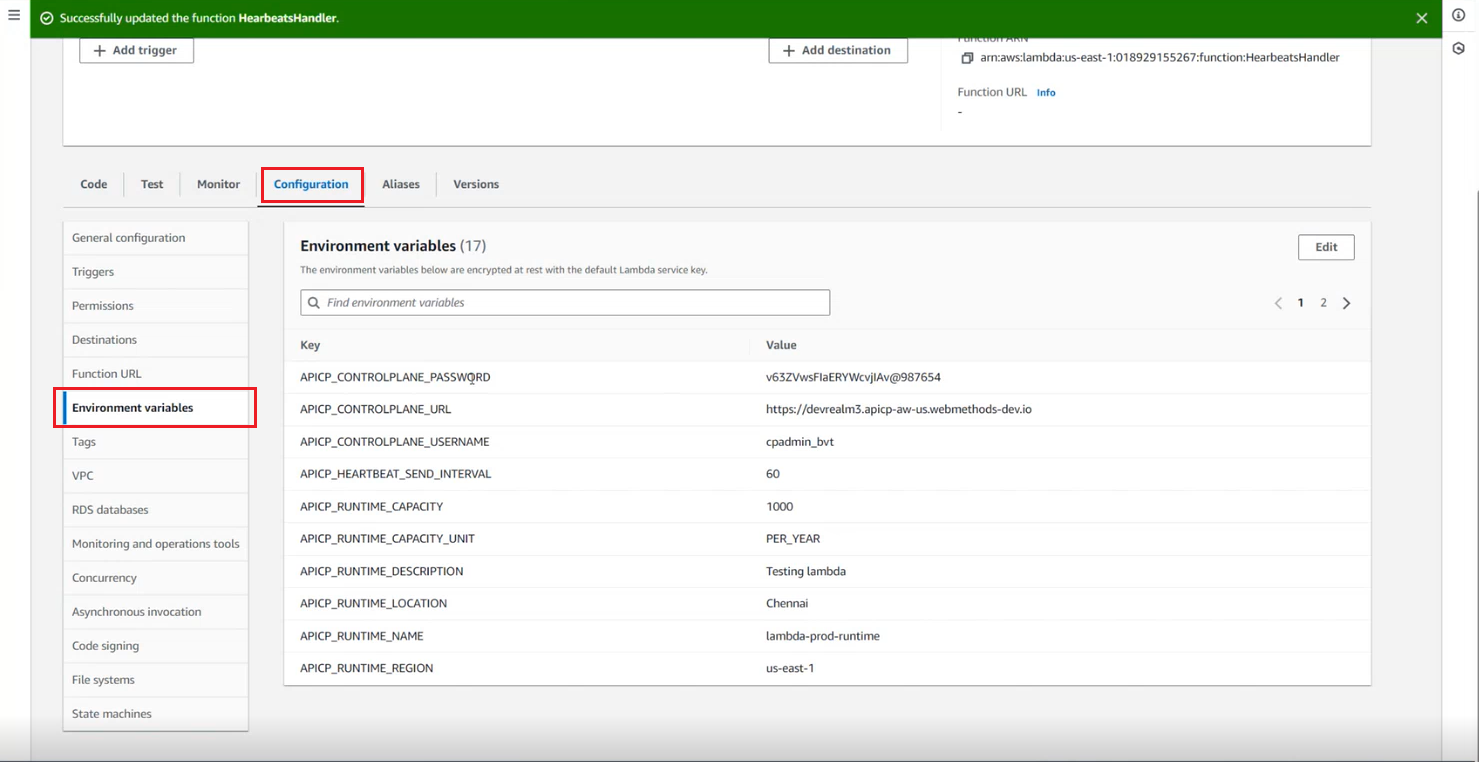 Successfully updated the function HearbeatsHandler.
Add trigger
Add destination
Function ARN
arn:aws:lambda:us-east-1:018929155267:function:HearbeatsHandler
Function URL Info
-
Code Test Monitor Configuration Aliases Versions
General configuration
Triggers
Permissions
Destinations
Function URL
Environment variables
Tags
VPC
RDS databases
Monitoring and operations tools
Concurrency
Asynchronous invocation
Code signing
File systems
State machines
Environment variables (17)
Edit
The environment variables below are encrypted at rest with the default Lambda service key.
Find environment variables
1 2
Key Value
APICP_CONTROLPLANE_PASSWORD v63ZVwsFIaERYWcvjIAv@987654
APICP_CONTROLPLANE_URL https://devrealm3.apicp-aw-us.webmethods-dev.io
APICP_CONTROLPLANE_USERNAME cpadmin_bvt
APICP_HEARTBEAT_SEND_INTERVAL 60
APICP_RUNTIME_CAPACITY 1000
APICP_RUNTIME_CAPACITY_UNIT PER_YEAR
APICP_RUNTIME_DESCRIPTION Testing lambda
APICP_RUNTIME_LOCATION Chennai
APICP_RUNTIME_NAME lambda-prod-runtime
APICP_RUNTIME_REGION us-east-1